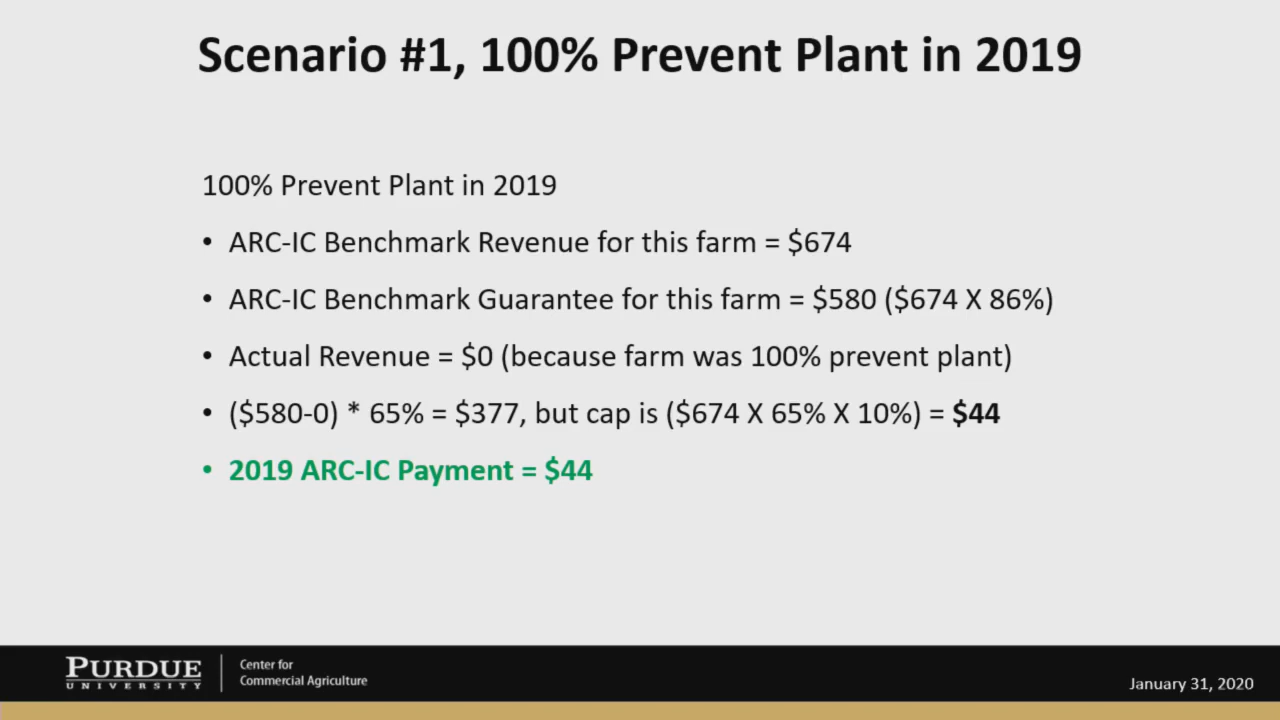 Scenario #1, 100% Prevent Plant in 2019
100% Prevent Plant in 2019
• ARC-IC Benchmark Revenue for this farm = $674
• ARC-IC Benchmark Guarantee for this farm = $580 ($674 X 86%)
• Actual Revenue = $0 (because farm was 100% prevent plant)
• ($580-0) * 65% = $377, but cap is ($674 X 65% X 10%) = $44
• 2019 ARC-IC Payment = $44
PURDUE
UNIVERSITY
Center for
Commercial Agriculture
January 31, 2020